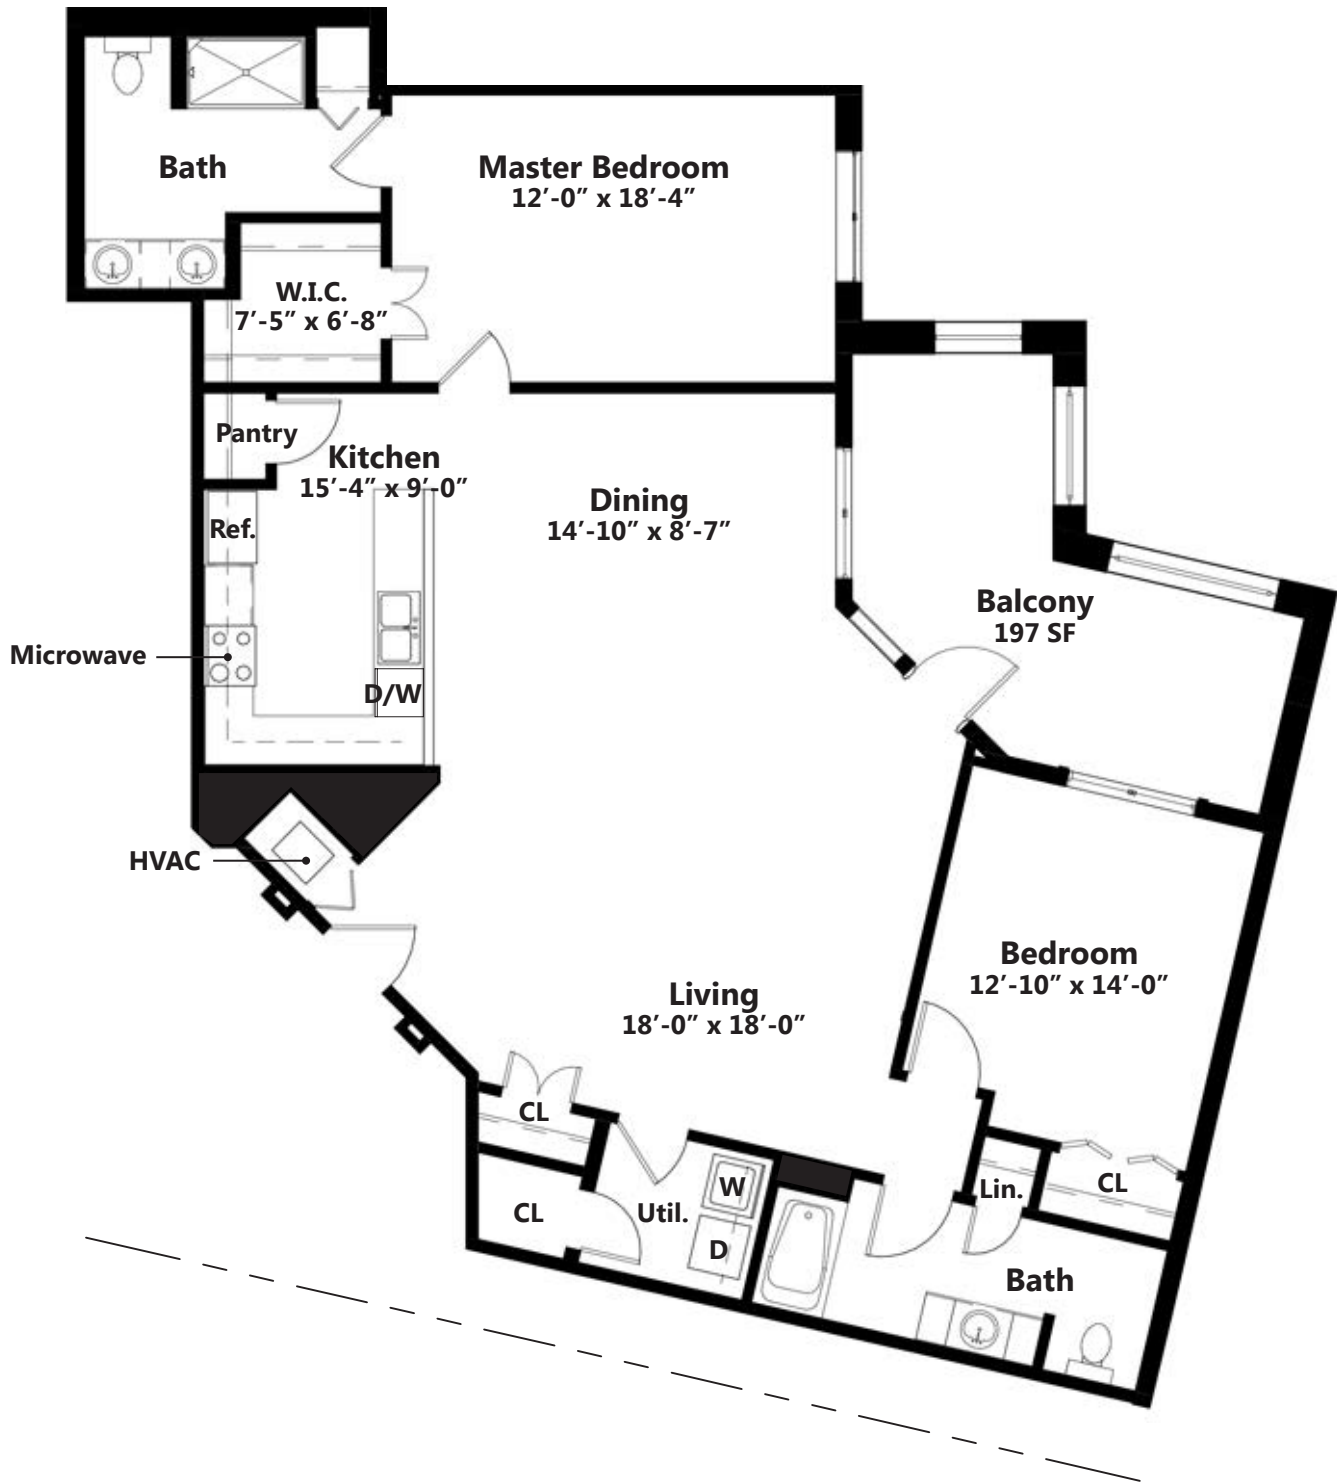 Bath
Master Bedroom
12’-0” x 18’-4”
W.I.C.
7’-5” x 6’-8”
Pantry
Kitchen
15’-4” x 9’-0”
Dining
14’-10” x 8’-7”
Ref.
Balcony
197 SF
Microwave
D/W
HVAC
Bedroom
12’-10” x 14’-0”
Living
18’-0” x 18’-0”
CL
CL
Util.
W
D
Lin.
CL
Bath